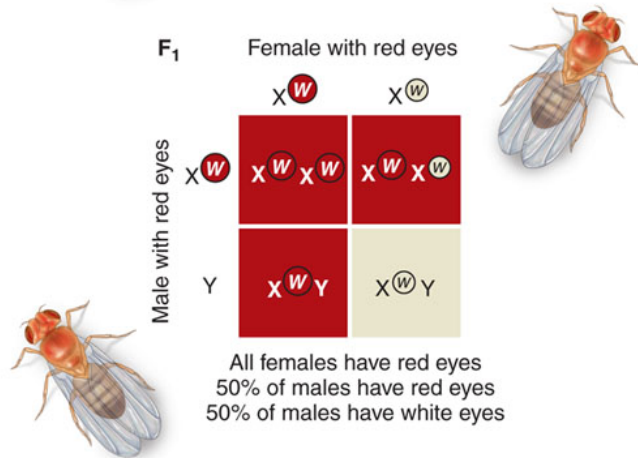 F1 Female with red eyes
XW Xw
Male with red eyes
XW XWXW XWXw
Y XWY XwY
All females have red eyes
50% of males have red eyes
50% of males have white eyes